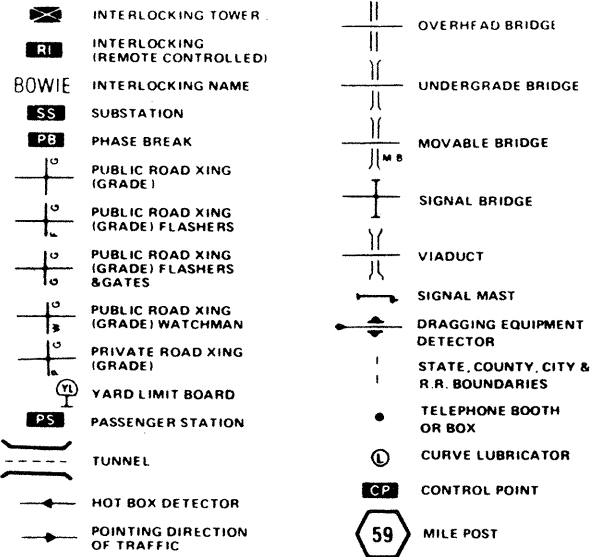 INTERLOCKING TOWER
RI INTERLOCKING
(REMOTE CONTROLLED)
BOWIE INTERLOCKING NAME
SS SUBSTATION
PB PHASE BREAK
G PUBLIC ROAD XING
(GRADE)
G PUBLIC ROAD XING
F (GRADE) FLASHERS
G PUBLIC ROAD XING
(GRADE) FLASHERS
G &GATES
G PUBLIC ROAD XING
W (GRADE) WATCHMAN
G PRIVATE ROAD XING
P (GRADE)
YL YARD LIMIT BOARD
PS PASSENGER STATION
TUNNEL
HOT BOX DETECTOR
POINTING DIRECTION
OF TRAFFIC
OVERHEAD BRIDGE
UNDERGRADE BRIDGE
MOVABLE BRIDGE
M B
SIGNAL BRIDGE
VIADUCT
SIGNAL MAST
DRAGGING EQUIPMENT
DETECTOR
STATE, COUNTY, CITY &
R.R. BOUNDARIES
TELEPHONE BOOTH
OR BOX
L CURVE LUBRICATOR
CP CONTROL POINT
59 MILE POST